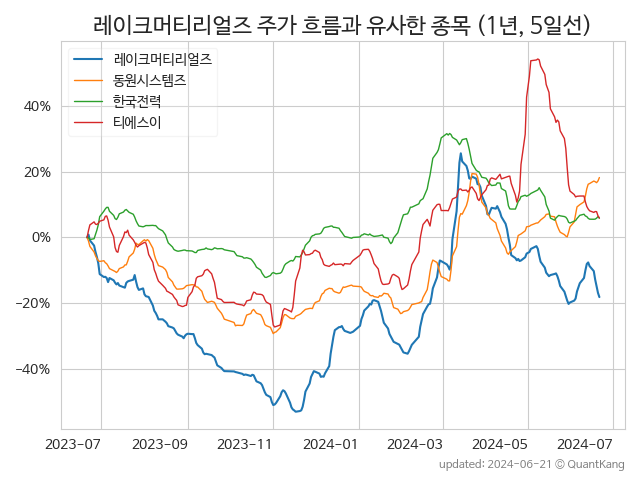 레이크머티리얼즈 주가 흐름과 유사한 종목 (1년, 5일선)
레이크머티리얼즈
동원시스템즈
한국전력
티에스이
40%
20%
0%
−20%
−40%
2023-07 2023-09 2023-11 2024-01 2024-03 2024-05 2024-07
updated: 2024-06-21 © QuantKang